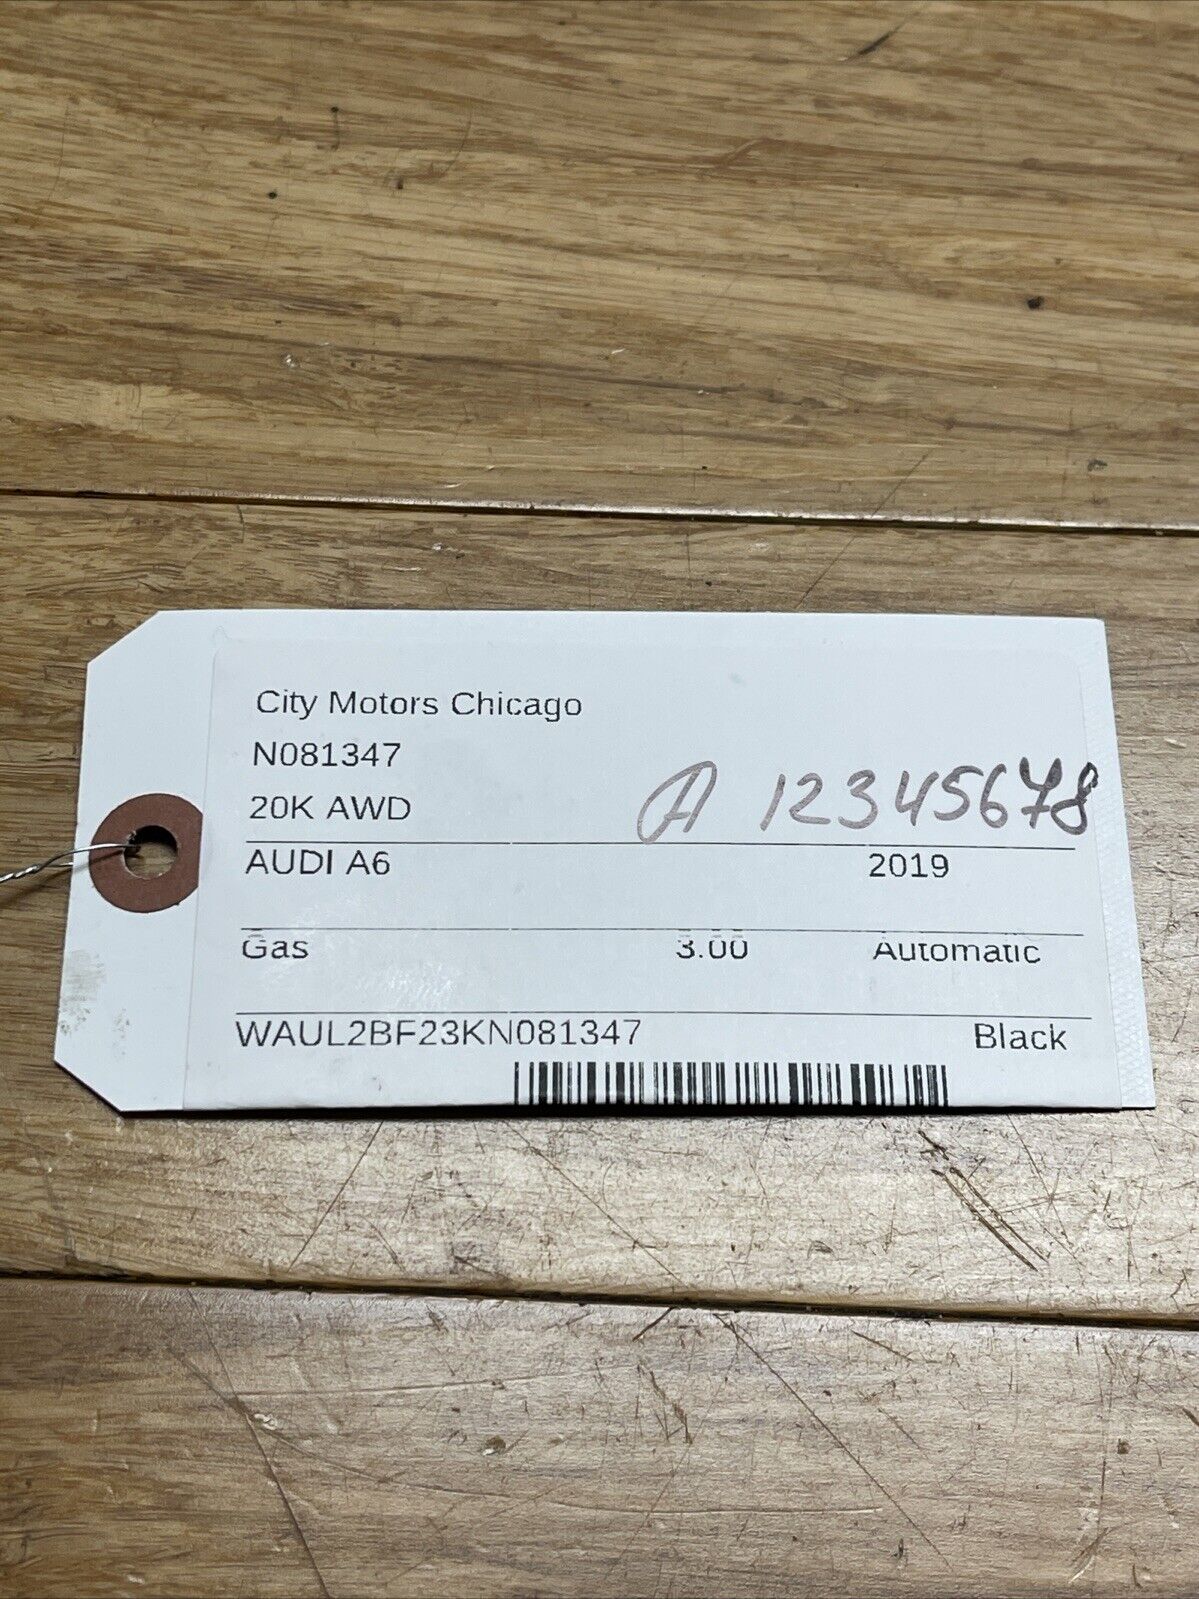 City Motors Chicago
N081347
20K AWD
A 12345678
AUDI A6 2019
Gas 3.00 Automatic
WAUL2BF23KN081347 Black